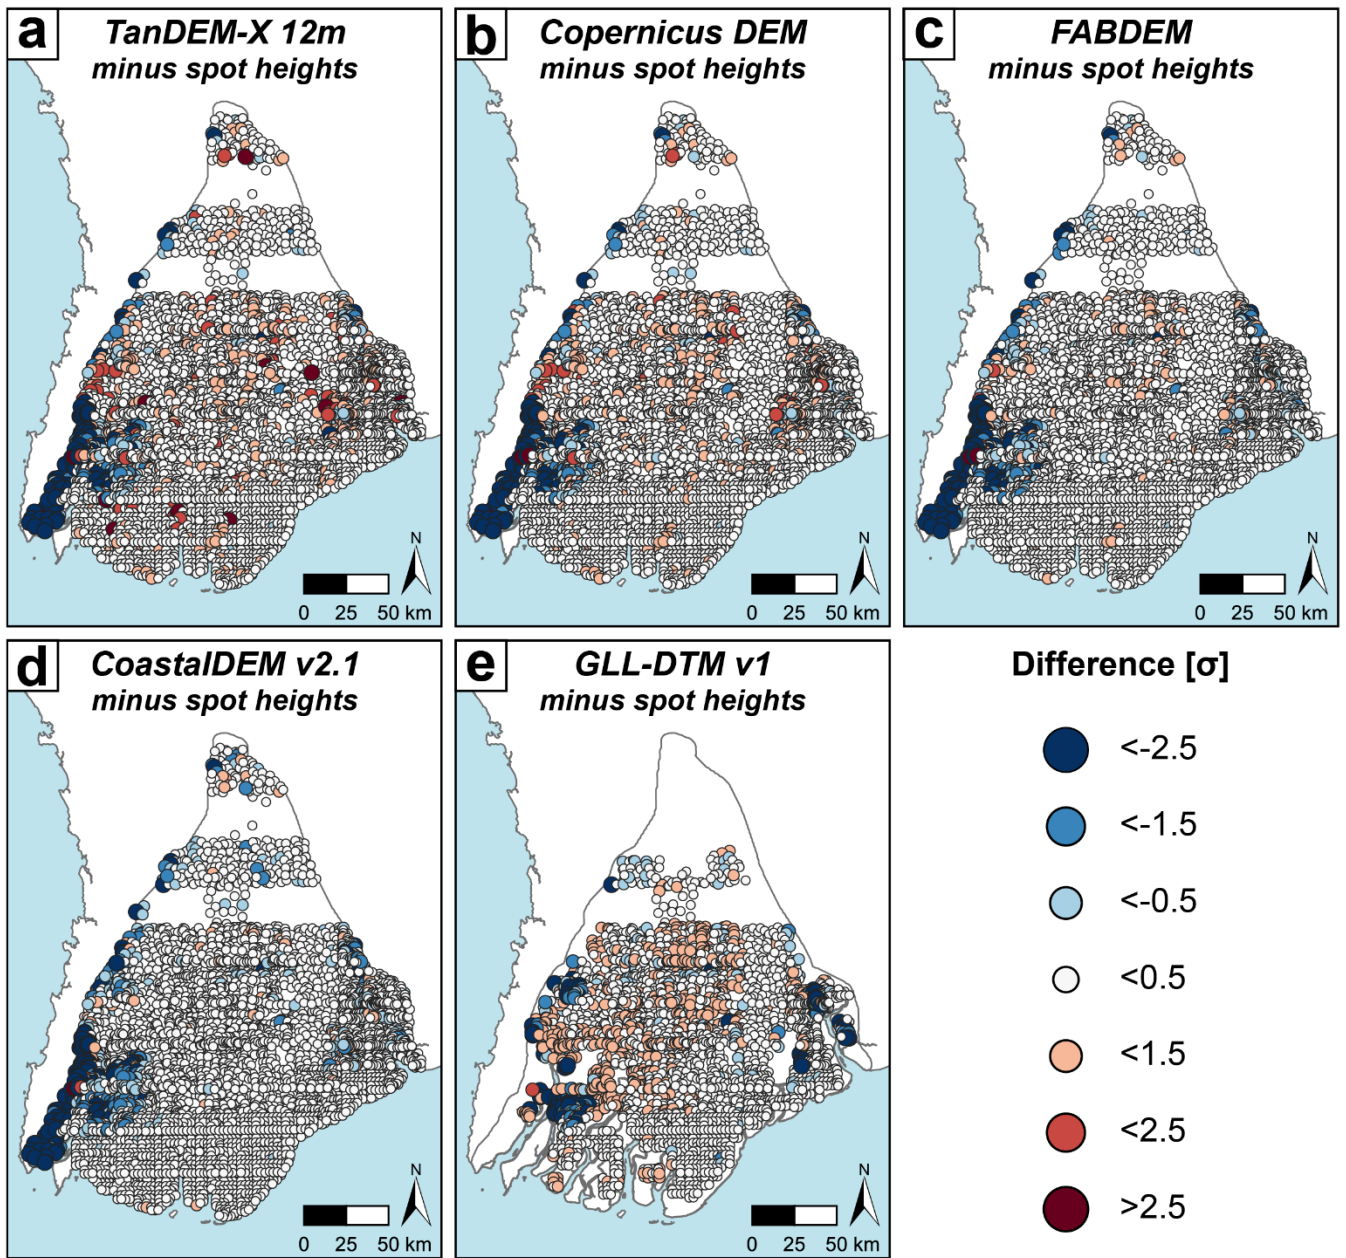 a
TanDEM-X 12m
minus spot heights
N
0 25 50 km
b
Copernicus DEM
minus spot heights
N
0 25 50 km
c
FABDEM
minus spot heights
N
0 25 50 km
d
CoastalDEM v2.1
minus spot heights
N
0 25 50 km
e
GLL-DTM v1
minus spot heights
N
0 25 50 km
Difference [σ]
<-2.5
<-1.5
<-0.5
<0.5
<1.5
<2.5
>2.5